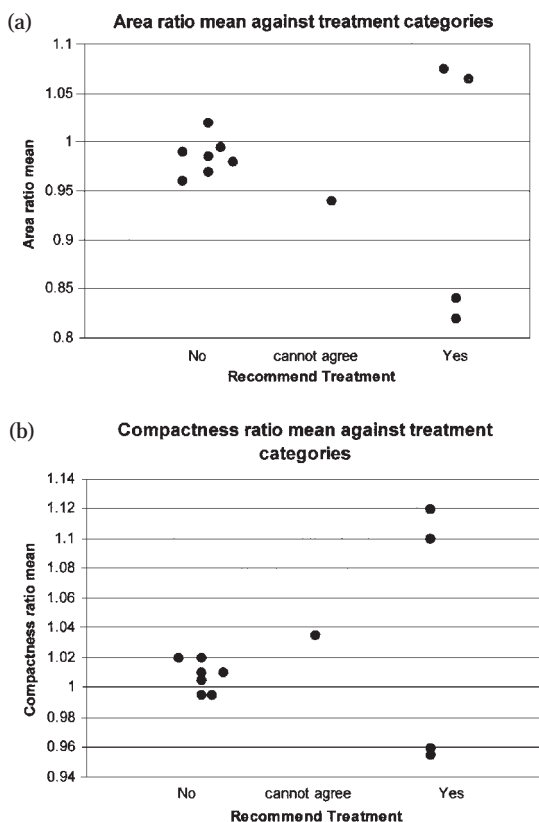 (a)
Area ratio mean against treatment categories
1.1
1.05
1
0.95
0.9
0.85
0.8
Area ratio mean
No cannot agree Yes
Recommend Treatment
(b)
Compactness ratio mean against treatment
categories
1.14
1.12
1.1
1.08
1.06
1.04
1.02
1
0.98
0.96
0.94
Compactness ratio mean
No cannot agree Yes
Recommend Treatment